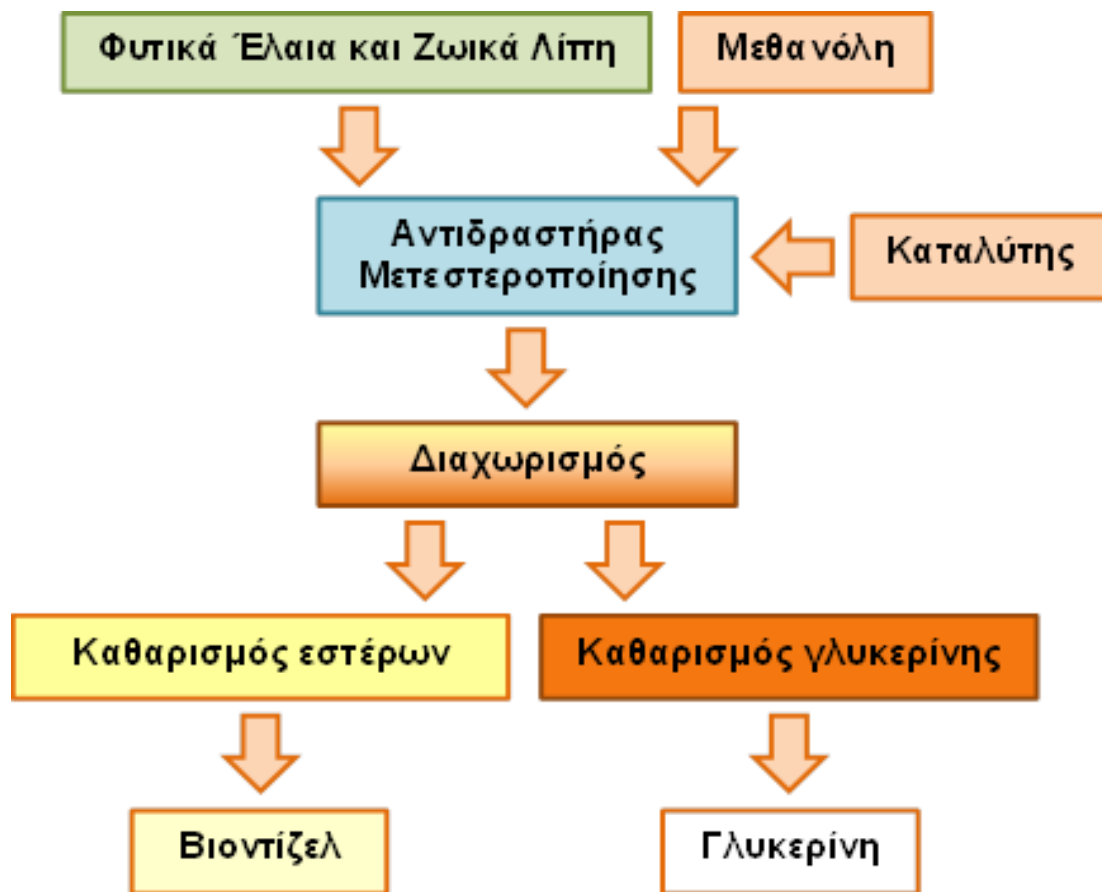 Φυτικά Έλαια και Ζωικά Λίπη
Μεθανόλη
Αντιδραστήρας
Μετεστεροποίησης
Καταλύτης
Διαχωρισμός
Καθαρισμός εστέρων
Καθαρισμός γλυκερίνης
Βιοντίζελ
Γλυκερίνη